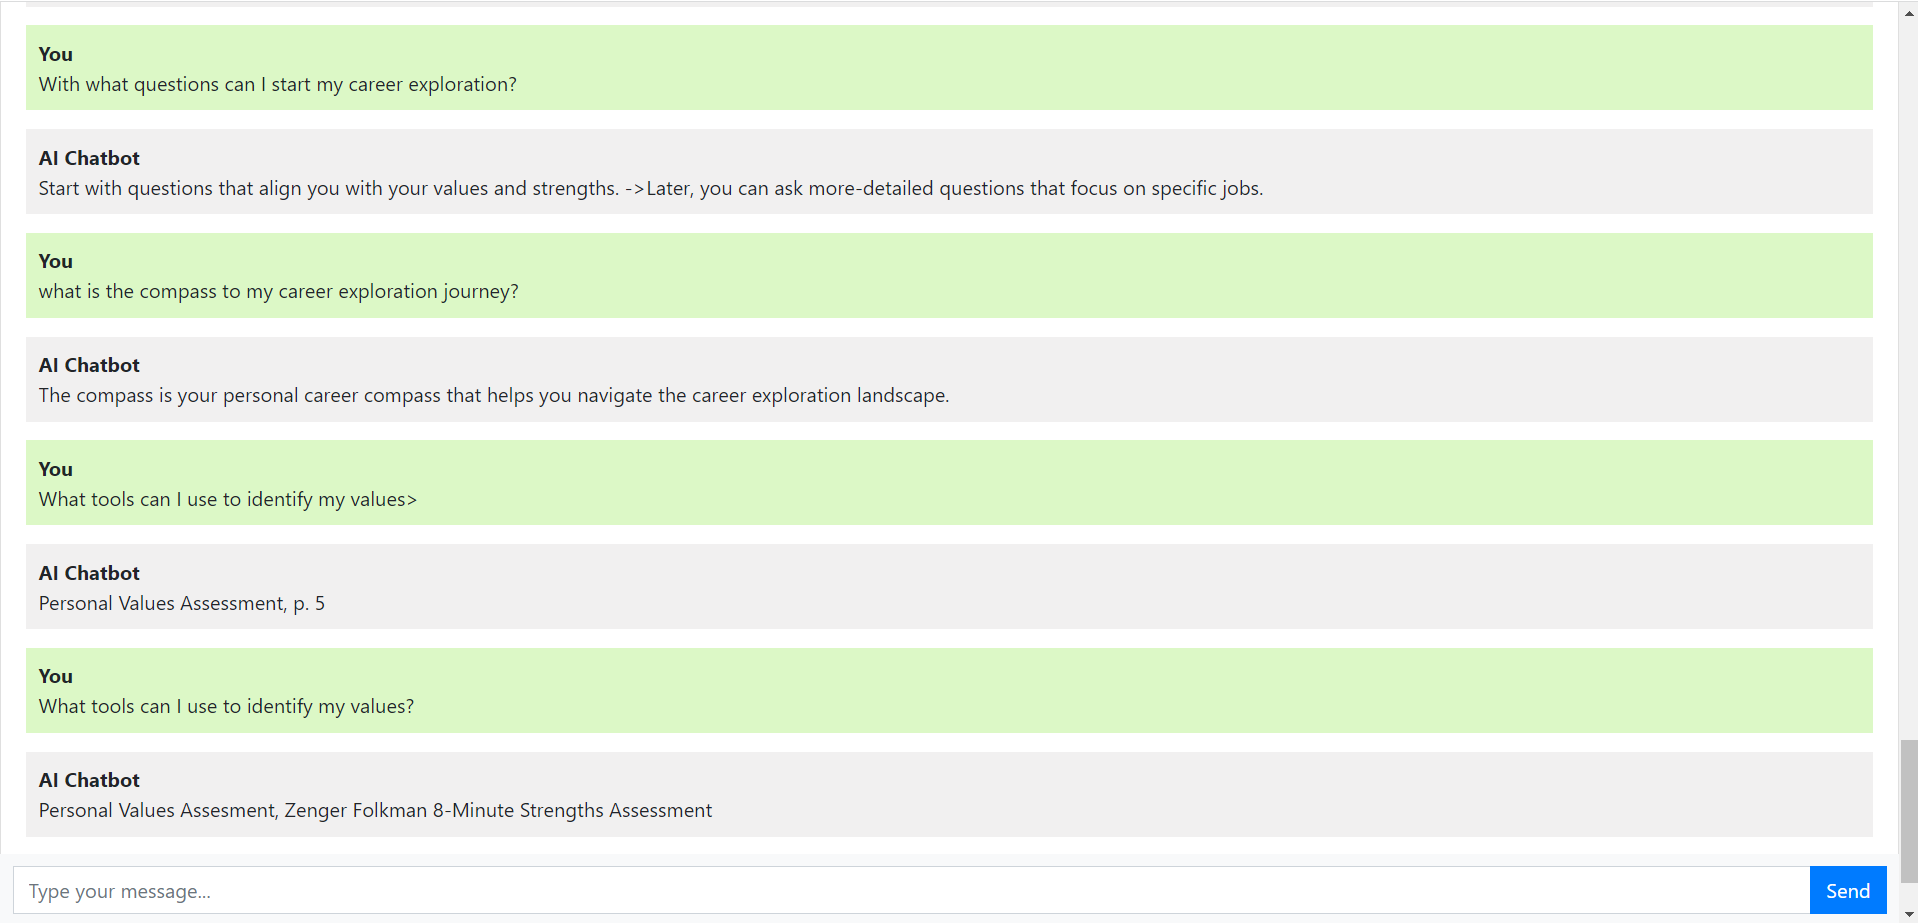 You
With what questions can I start my career exploration?
AI Chatbot
Start with questions that align you with your values and strengths. ->Later, you can ask more-detailed questions that focus on specific jobs.
You
what is the compass to my career exploration journey?
AI Chatbot
The compass is your personal career compass that helps you navigate the career exploration landscape.
You
What tools can I use to identify my values>
AI Chatbot
Personal Values Assessment, p. 5
You
What tools can I use to identify my values?
AI Chatbot
Personal Values Assesment, Zenger Folkman 8-Minute Strengths Assessment
Type your message...
Send